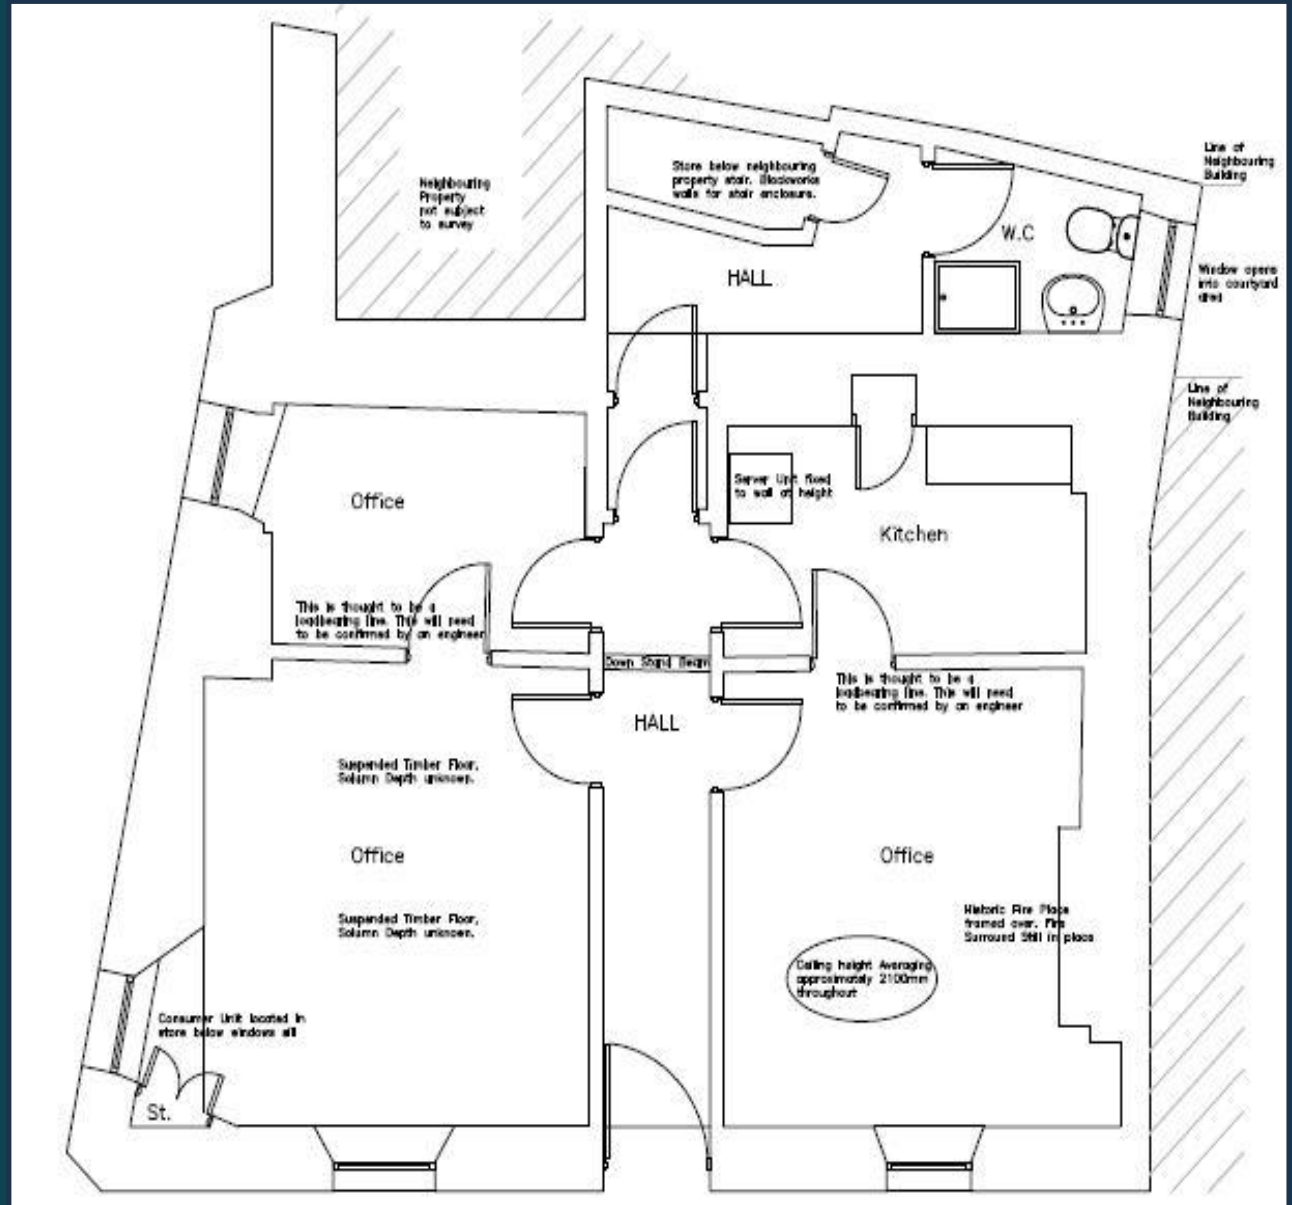 Neighbouring
Property
not subject
to survey
Store below neighbouring
property stair. Blockworks
walls for stair enclosure.
Line of
Neighbouring
Building
W.C
HALL
Window opens
into courtyard
area
Line of
Neighbouring
Building
Office
Server Unit fixed
to wall at height
Kitchen
This is thought to be a
loadbearing line. This will need
to be confirmed by an engineer
Down Stand Beam
This is thought to be a
loadbearing line. This will need
to be confirmed by an engineer
HALL
Suspended Timber Floor,
Solumn Depth unknown.
Office
Office
Suspended Timber Floor,
Solumn Depth unknown.
Historic Fire Place
framed over. Fire
Surround Still in place
Ceiling height Averaging
approximately 2100mm
throughout
Consumer Unit located in
store below windows sill
St.